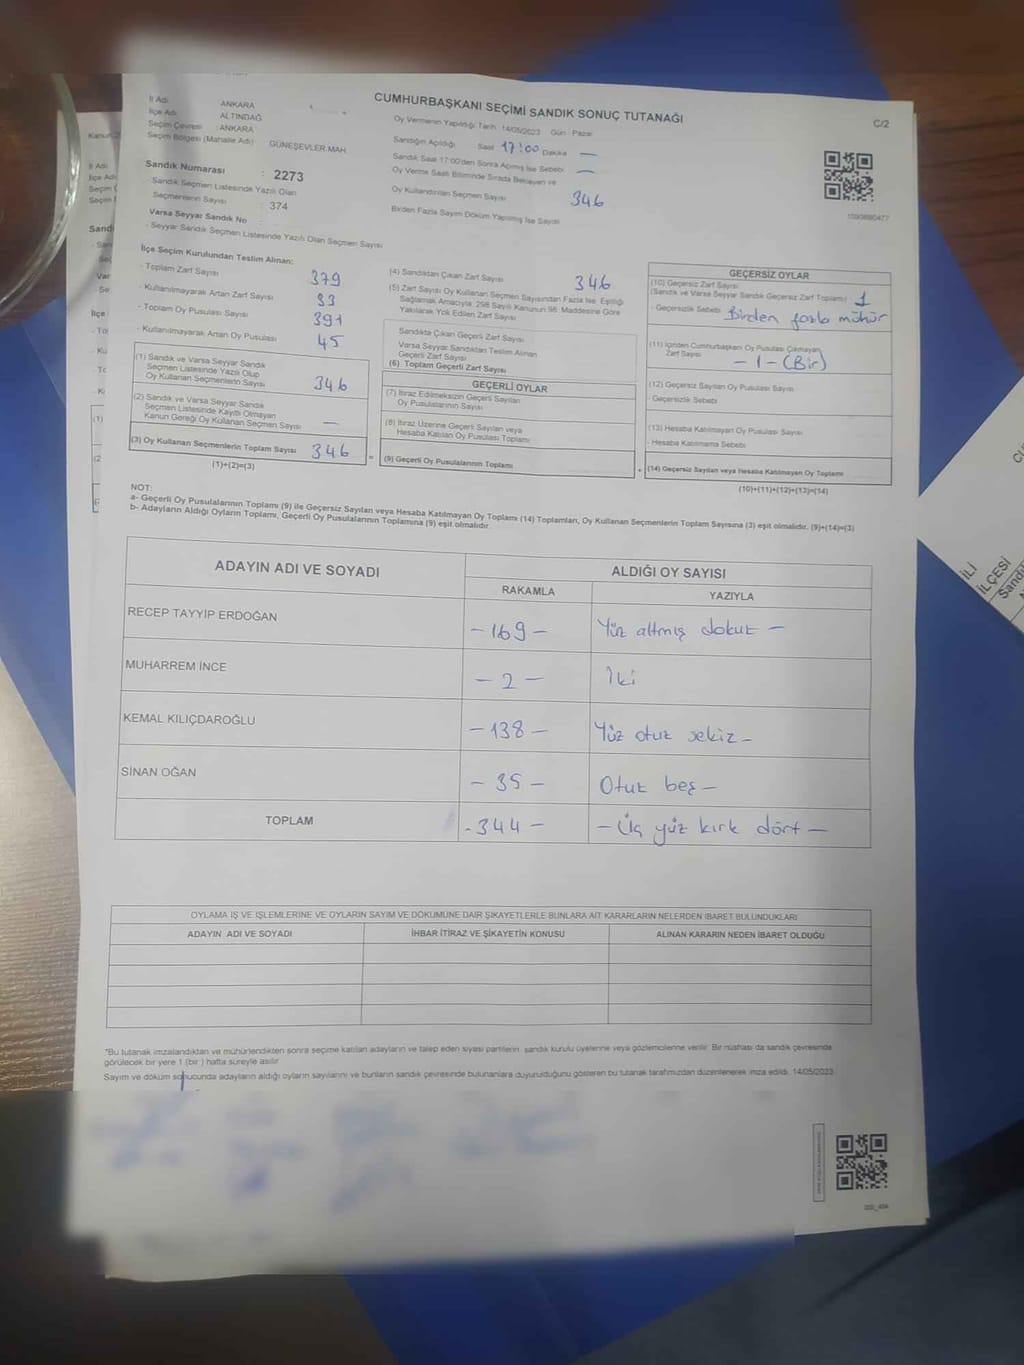 CUMHURBAŞKANI SEÇİMİ SANDIK SONUÇ TUTANAĞI
C/2
İl Adı ANKARA
İlçe Adı ALTINDAĞ
Seçim Çevresi : ANKARA
Seçim Bölgesi (Mahalle Adı) GÜNEŞEVLER MAH.
Sandık Numarası : 2273
- Sandık Seçmen Listesinde Yazılı Olan
Seçmenlerin Sayısı : 374
Varsa Seyyar Sandık No :
- Seyyar Sandık Seçmen Listesinde Yazılı Olan Seçmen Sayısı
Oy Vermenin Yapıldığı Tarih 14/05/2023 Gün : Pazar
Sandığın Açıldığı Saat 17:00 Dakika —
Sandık Saat 17:00'den Sonra Açılmış İse Sebebi —
Oy Verme Saati Bitiminde Sırada Bekleyen ve
Oy Kullandırılan Seçmen Sayısı 346
Birden Fazla Sayım Döküm Yapılmış İse Sayısı
İlçe Seçim Kurulundan Teslim Alınan:
- Toplam Zarf Sayısı 379
- Kullanılmayarak Artan Zarf Sayısı 33
- Toplam Oy Pusulası Sayısı 391
- Kullanılmayarak Artan Oy Pusulası 45
(1) Sandık ve Varsa Seyyar Sandık
Seçmen Listesinde Yazılı Olup
Oy Kullanan Seçmenlerin Sayısı 346
(2) Sandık ve Varsa Seyyar Sandık
Seçmen Listesinde Kayıtlı Olmayan
Kanun Gereği Oy Kullanan Seçmen Sayısı —
(3) Oy Kullanan Seçmenlerin Toplam Sayısı 346
(1)+(2)=(3)
(4) Sandıktan Çıkan Zarf Sayısı 346
(5) Zarf Sayısı Oy Kullanan Seçmen Sayısından Fazla İse, Eşitliği
Sağlamak Amacıyla; 298 Sayılı Kanunun 98. Maddesine Göre
Yakılarak Yok Edilen Zarf Sayısı
Sandıkta Çıkan Geçerli Zarf Sayısı
Varsa Seyyar Sandıktan Teslim Alınan
Geçerli Zarf Sayısı
(6) Toplam Geçerli Zarf Sayısı
GEÇERLİ OYLAR
(7) İtiraz Edilmeksizin Geçerli Sayılan
Oy Pusulalarının Sayısı
(8) İtiraz Üzerine Geçerli Sayılan veya
Hesaba Katılan Oy Pusulası Toplamı
(9) Geçerli Oy Pusulalarının Toplamı
GEÇERSİZ OYLAR
(10) Geçersiz Zarf Sayısı
(Sandık ve Varsa Seyyar Sandık Geçersiz Zarf Toplamı) 1
- Geçersizlik Sebebi Birden fazla mühür
(11) İçinden Cumhurbaşkanı Oy Pusulası Çıkmayan
Zarf Sayısı - 1 - (Bir)
(12) Geçersiz Sayılan Oy Pusulası Sayısı
- Geçersizlik Sebebi
(13) Hesaba Katılmayan Oy Pusulası Sayısı
- Hesaba Katılmama Sebebi
(14) Geçersiz Sayılan veya Hesaba Katılmayan Oy Toplamı
(10)+(11)+(12)+(13)=(14)
NOT:
a- Geçerli Oy Pusulalarının Toplamı (9) ile Geçersiz Sayılan veya Hesaba Katılmayan Oy Toplamı (14) Toplamları, Oy Kullanan Seçmenlerin Toplam Sayısına (3) eşit olmalıdır. (9)+(14)=(3)
b- Adayların Aldığı Oyların Toplamı, Geçerli Oy Pusulalarının Toplamına (9) eşit olmalıdır.
ADAYIN ADI VE SOYADI
ALDIĞI OY SAYISI
RAKAMLA YAZIYLA
RECEP TAYYİP ERDOĞAN - 169 - Yüz altmış dokuz -
MUHARREM İNCE - 2 - İki
KEMAL KILIÇDAROĞLU - 138 - Yüz otuz sekiz -
SİNAN OĞAN - 35 - Otuz beş -
TOPLAM - 344 - - Üç yüz kırk dört -
OYLAMA İŞ VE İŞLEMLERİNE VE OYLARIN SAYIM VE DÖKÜMÜNE DAİR ŞİKAYETLERLE BUNLARA AİT KARARLARIN NELERDEN İBARET BULUNDUKLARI
ADAYIN ADI VE SOYADI İHBAR İTİRAZ VE ŞİKAYETİN KONUSU ALINAN KARARIN NEDEN İBARET OLDUĞU
*Bu tutanak imzalandıktan ve mühürlendikten sonra seçime katılan adayların ve talep eden siyasi partilerin sandık kurulu üyelerine veya gözlemcilerine verilir. Bir nüshası da sandık çevresinde
görülecek bir yere 1 (bir) hafta süreyle asılır.
Sayım ve döküm sonucunda adayların aldığı oyların sayılarını ve bunların sandık çevresinde bulunanlara duyurulduğunu gösteren bu tutanak tarafımızdan düzenlenerek imza edildi. 14/05/2023
İLİ
İLÇESİ